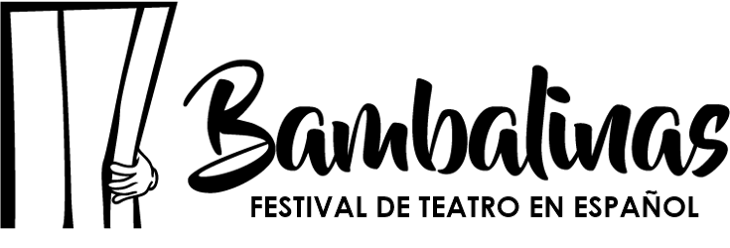 Bambalinas
FESTIVAL DE TEATRO EN ESPAÑOL